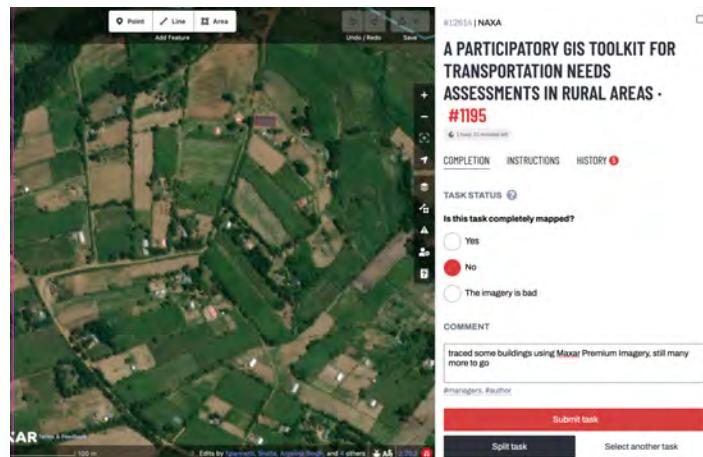 Point
Line
Area
Add Feature
Undo / Redo
Save
100 m
#12614 | NAXA
A PARTICIPATORY GIS TOOLKIT FOR
TRANSPORTATION NEEDS
ASSESSMENTS IN RURAL AREAS ·
#1195
COMPLETION INSTRUCTIONS HISTORY 5
TASK STATUS
Is this task completely mapped?
Yes
No
The imagery is bad
COMMENT
traced some buildings using Maxar Premium Imagery, still many
more to go
#managers, #author
Submit task
Split task
Select another task